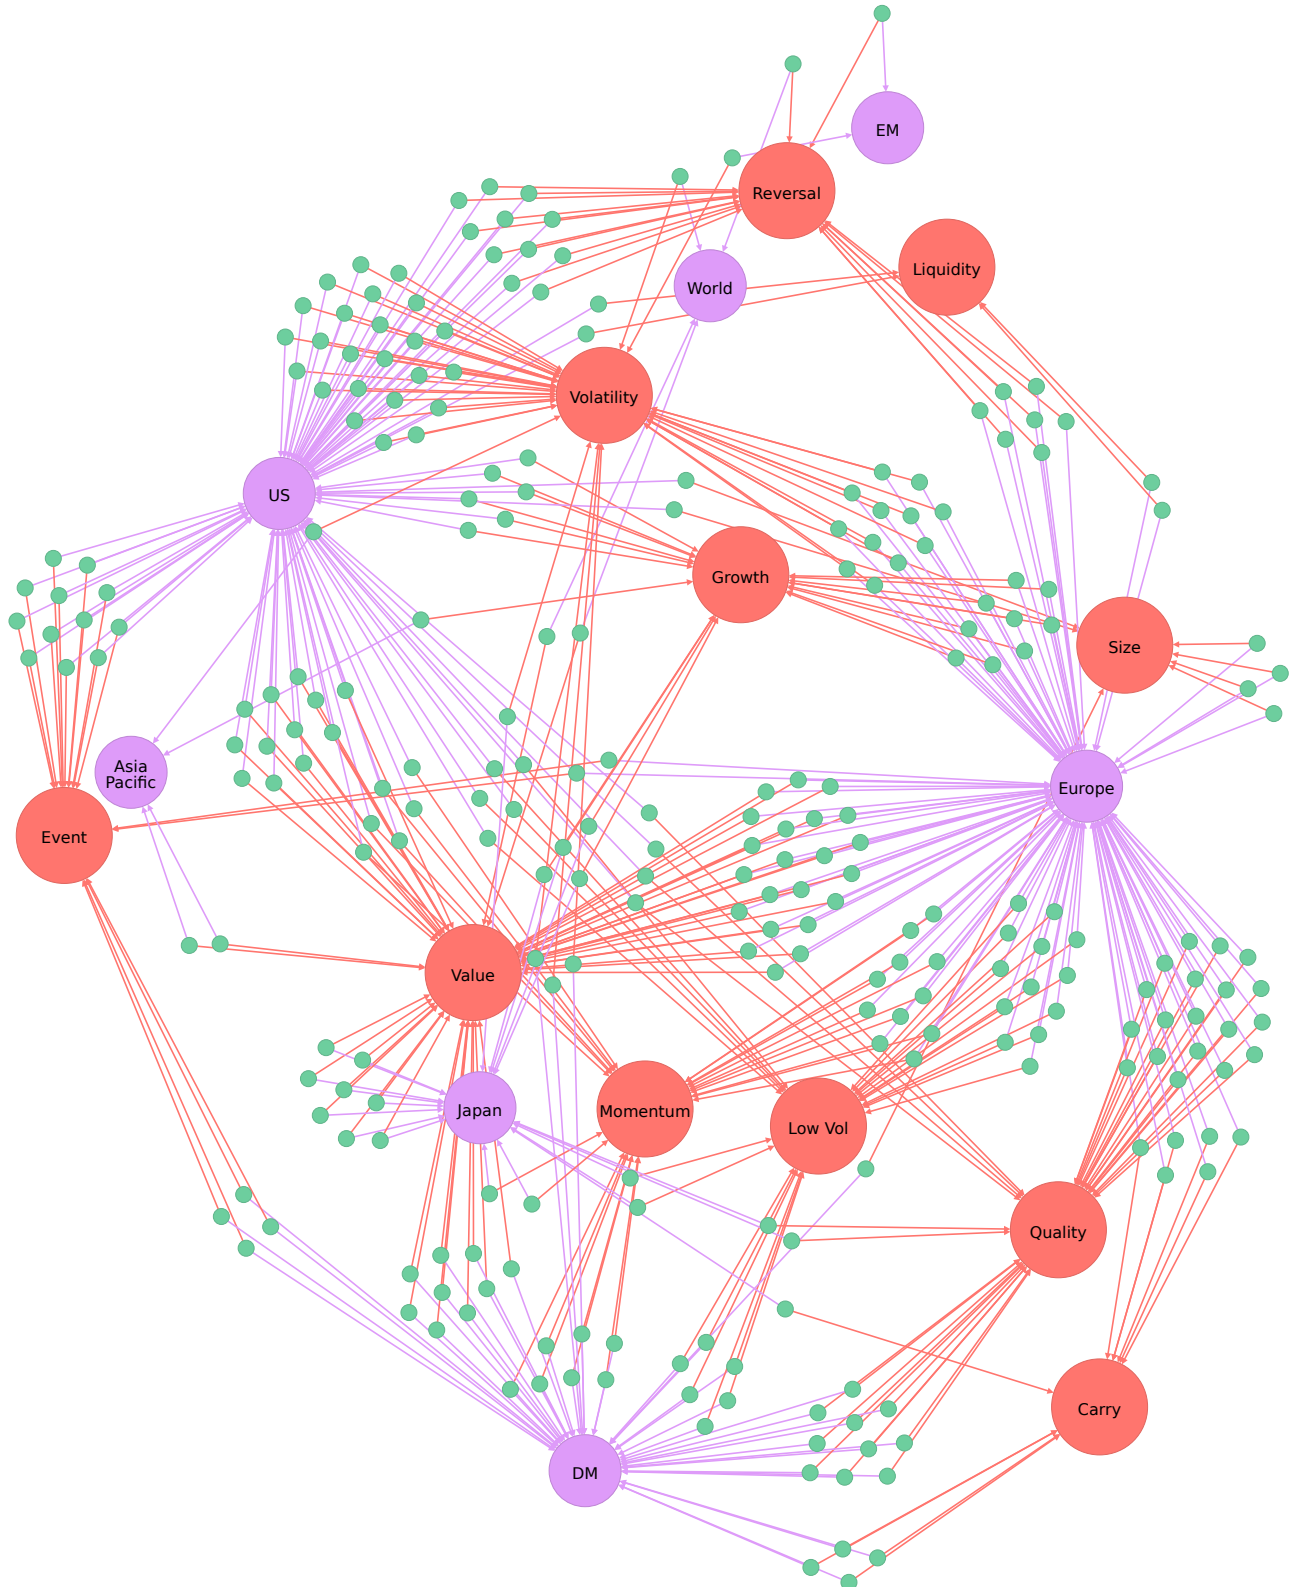 EM
Reversal
Liquidity
World
Volatility
US
Growth
Size
Asia
Pacific
Europe
Event
Value
Japan
Momentum
Low Vol
Quality
Carry
DM